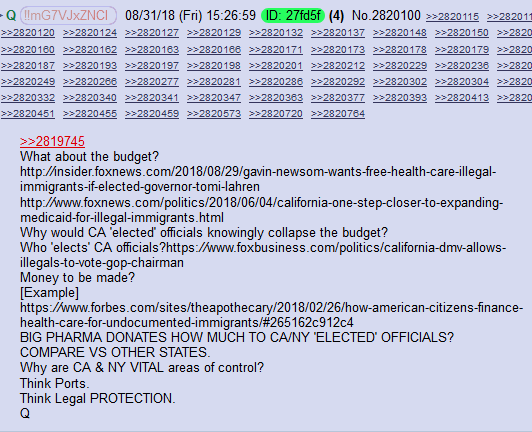 Q !!mG7VJxZNCI 08/31/18 (Fri) 15:26:59 ID: 27fd5f (4) No.2820100 >>2820115
>>2820120 >>2820124 >>2820127 >>2820129 >>2820132 >>2820137 >>2820148 >>2820150
>>2820160 >>2820162 >>2820163 >>2820166 >>2820171 >>2820173 >>2820178 >>2820179
>>2820187 >>2820193 >>2820197 >>2820198 >>2820201 >>2820212 >>2820229 >>2820236
>>2820249 >>2820266 >>2820277 >>2820281 >>2820286 >>2820292 >>2820302 >>2820304
>>2820332 >>2820340 >>2820341 >>2820347 >>2820363 >>2820377 >>2820393 >>2820413
>>2820451 >>2820455 >>2820459 >>2820573 >>2820720 >>2820764
>>2819745
What about the budget?
http://insider.foxnews.com/2018/08/29/gavin-newsom-wants-free-health-care-illegal-
immigrants-if-elected-governor-tomi-lahren
http://www.foxnews.com/politics/2018/06/04/california-one-step-closer-to-expanding-
medicaid-for-illegal-immigrants.html
Why would CA 'elected' officials knowingly collapse the budget?
Who 'elects' CA officials?https://www.foxbusiness.com/politics/california-dmv-allows-
illegals-to-vote-gop-chairman
Money to be made?
[Example]
https://www.forbes.com/sites/theapothecary/2018/02/26/how-american-citizens-finance-
health-care-for-undocumented-immigrants/#265162c912c4
BIG PHARMA DONATES HOW MUCH TO CA/NY 'ELECTED' OFFICIALS?
COMPARE VS OTHER STATES.
Why are CA & NY VITAL areas of control?
Think Ports.
Think Legal PROTECTION.
Q